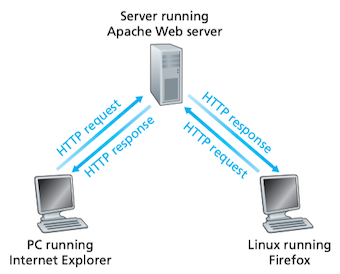 Server running
Apache Web server
HTTP request
HTTP response
HTTP response
HTTP request
PC running
Internet Explorer
Linux running
Firefox